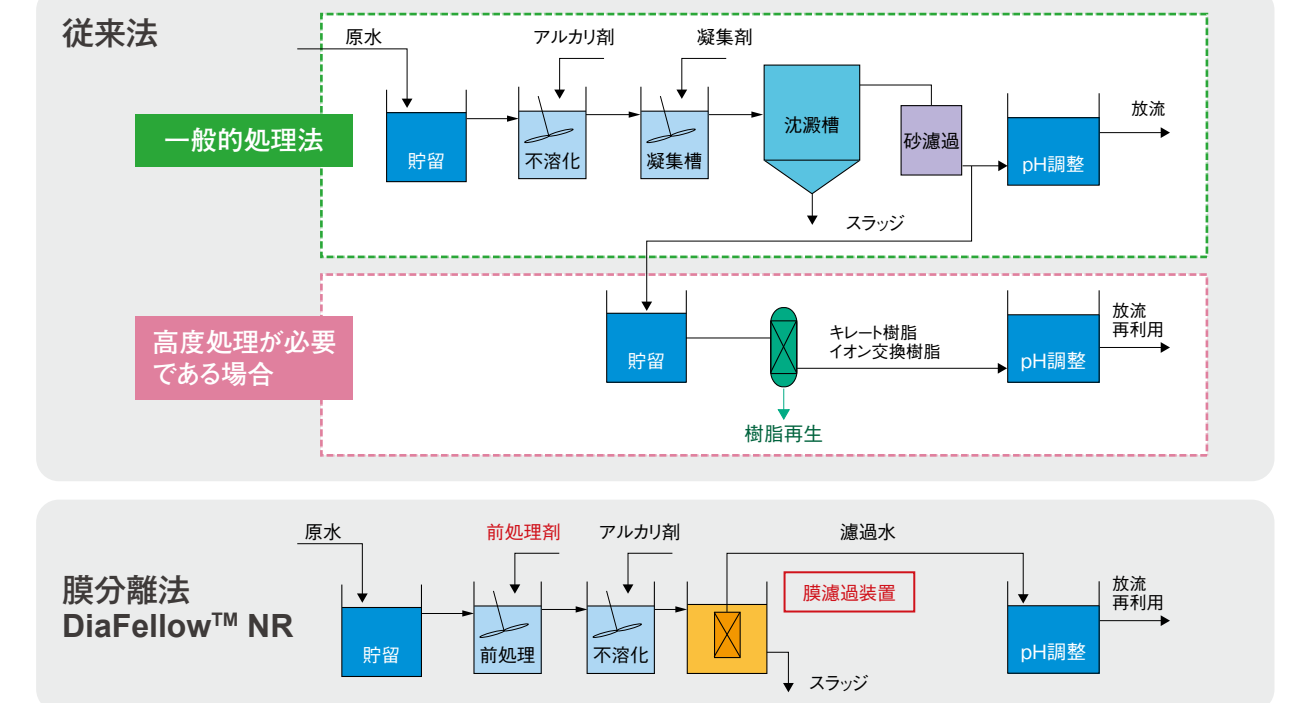 従来法
原水
アルカリ剤
凝集剤
一般的処理法
貯留
不溶化
凝集槽
沈澱槽
砂濾過
pH調整
放流
スラッジ
高度処理が必要
である場合
貯留
キレート樹脂
イオン交換樹脂
樹脂再生
pH調整
放流
再利用
膜分離法
DiaFellow™ NR
原水
前処理剤
アルカリ剤
濾過水
膜濾過装置
貯留
前処理
不溶化
スラッジ
pH調整
放流
再利用